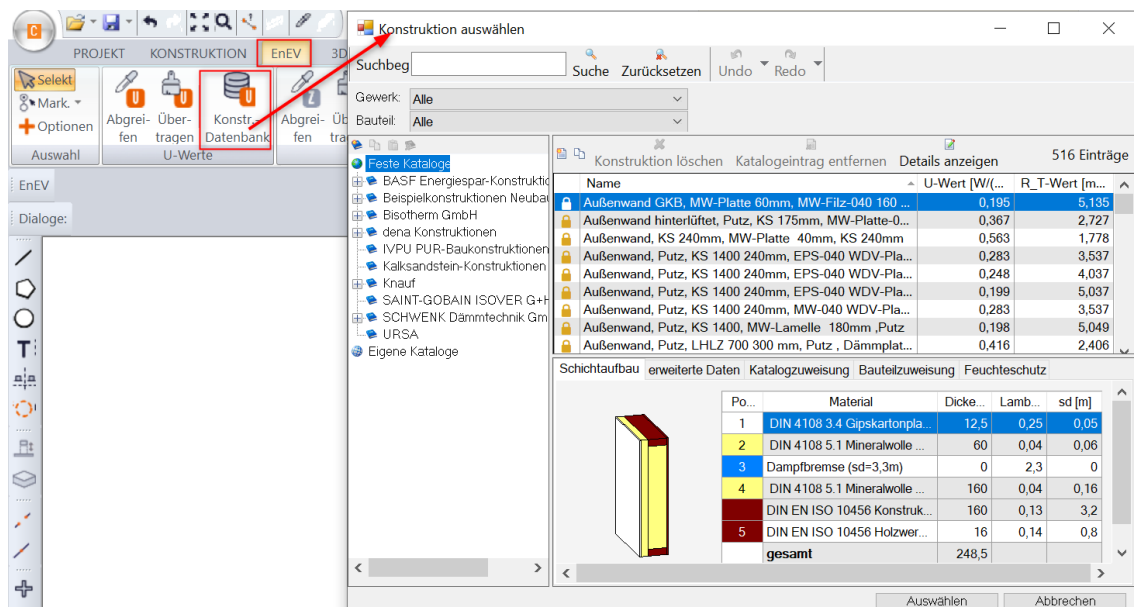 C
PROJEKT KONSTRUKTION EnEV 3D
Selekt
Mark.
Optionen
Auswahl
Abgrei-
fen
Über-
tragen
Konstr.-
Datenbank
Abgrei-
fen
Üb
tra
U-Werte
EnEV
Dialoge:
Konstruktion auswählen
Suchbeg
Suche Zurücksetzen Undo Redo
Gewerk: Alle
Bauteil: Alle
Feste Kataloge
BASF Energiespar-Konstruktio
Beispielkonstruktionen Neubau
Bisotherm GmbH
dena Konstruktionen
IVPU PUR-Baukonstruktionen
Kalksandstein-Konstruktionen
Knauf
SAINT-GOBAIN ISOVER G+H
SCHWENK Dämmtechnik Gm
URSA
Eigene Kataloge
Konstruktion löschen Katalogeintrag entfernen Details anzeigen 516 Einträge
Name U-Wert [W/(... R_T-Wert [m...
Außenwand GKB, MW-Platte 60mm, MW-Filz-040 160 ... 0,195 5,135
Außenwand hinterlüftet, Putz, KS 175mm, MW-Platte-0... 0,367 2,727
Außenwand, KS 240mm, MW-Platte 40mm, KS 240mm 0,563 1,778
Außenwand, Putz, KS 1400 240mm, EPS-040 WDV-Pla... 0,283 3,537
Außenwand, Putz, KS 1400 240mm, EPS-040 WDV-Pla... 0,248 4,037
Außenwand, Putz, KS 1400 240mm, EPS-040 WDV-Pla... 0,199 5,037
Außenwand, Putz, KS 1400 240mm, MW-040 WDV-Pla... 0,283 3,537
Außenwand, Putz, KS 1400, MW-Lamelle 180mm ,Putz 0,198 5,049
Außenwand, Putz, LHLZ 700 300 mm, Putz , Dämmplat... 0,416 2,406
Schichtaufbau erweiterte Daten Katalogzuweisung Bauteilzuweisung Feuchteschutz
Po... Material Dicke... Lamb... sd [m]
1 DIN 4108 3.4 Gipskartonpla... 12,5 0,25 0,05
2 DIN 4108 5.1 Mineralwolle ... 60 0,04 0,06
3 Dampfbremse (sd=3,3m) 0 2,3 0
4 DIN 4108 5.1 Mineralwolle ... 160 0,04 0,16
DIN EN ISO 10456 Konstruk... 160 0,13 3,2
5 DIN EN ISO 10456 Holzwer... 16 0,14 0,8
gesamt 248,5
Auswählen Abbrechen